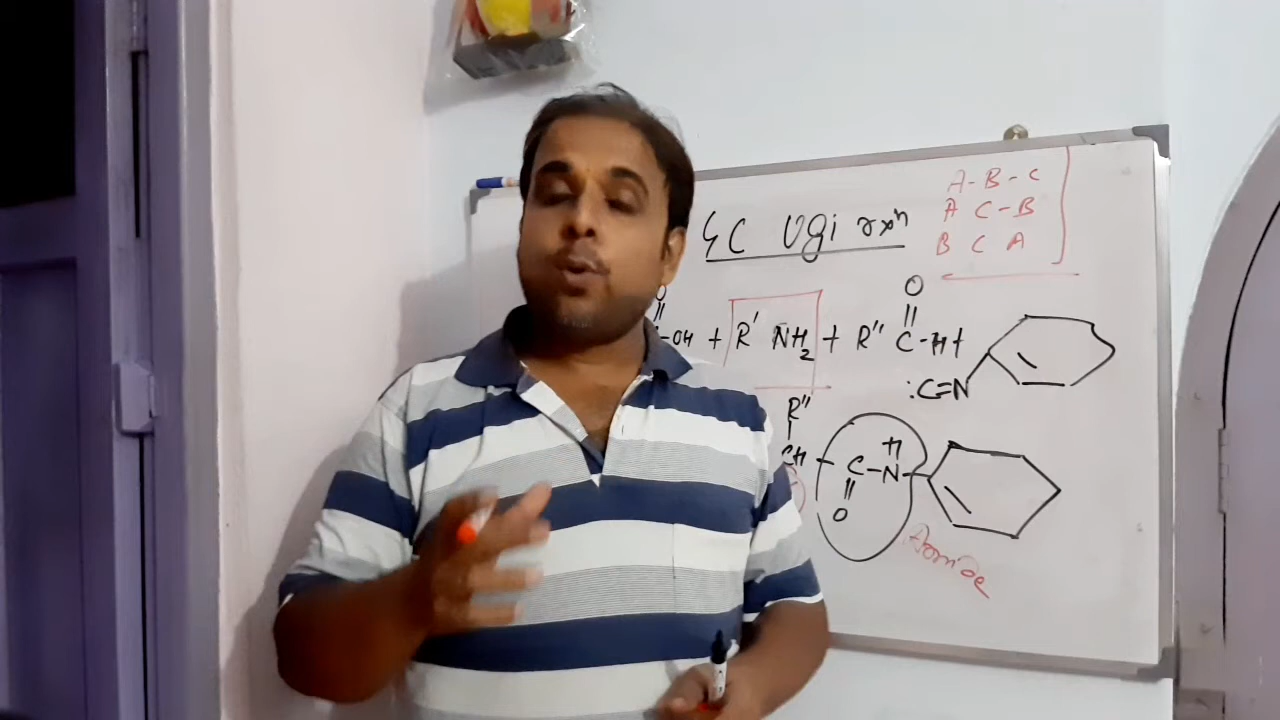 4C Ugi rxn
A-B-C
A C-B
B C A
O O
-OH + R' NH2 + R'' C-H+
:C=N
R''
CH - C-N
H
O
Amide